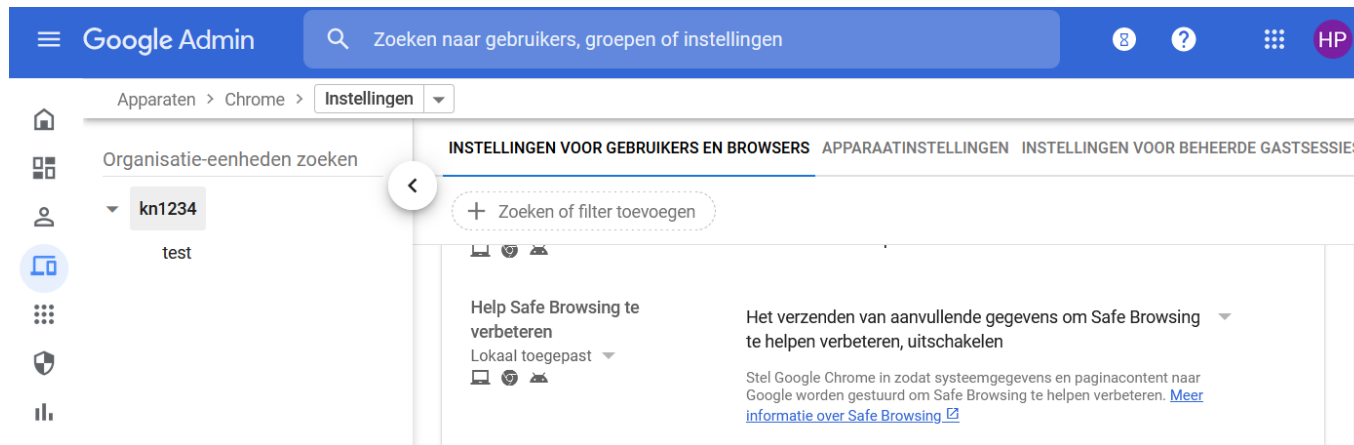 Google Admin
Zoeken naar gebruikers, groepen of instellingen
HP
Apparaten > Chrome > Instellingen
Organisatie-eenheden zoeken
kn1234
test
INSTELLINGEN VOOR GEBRUIKERS EN BROWSERS APPARAATINSTELLINGEN INSTELLINGEN VOOR BEHEERDE GASTSESSIES
Zoeken of filter toevoegen
Help Safe Browsing te
verbeteren
Lokaal toegepast
Het verzenden van aanvullende gegevens om Safe Browsing
te helpen verbeteren, uitschakelen
Stel Google Chrome in zodat systeemgegevens en paginacontent naar
Google worden gestuurd om Safe Browsing te helpen verbeteren. Meer
informatie over Safe Browsing